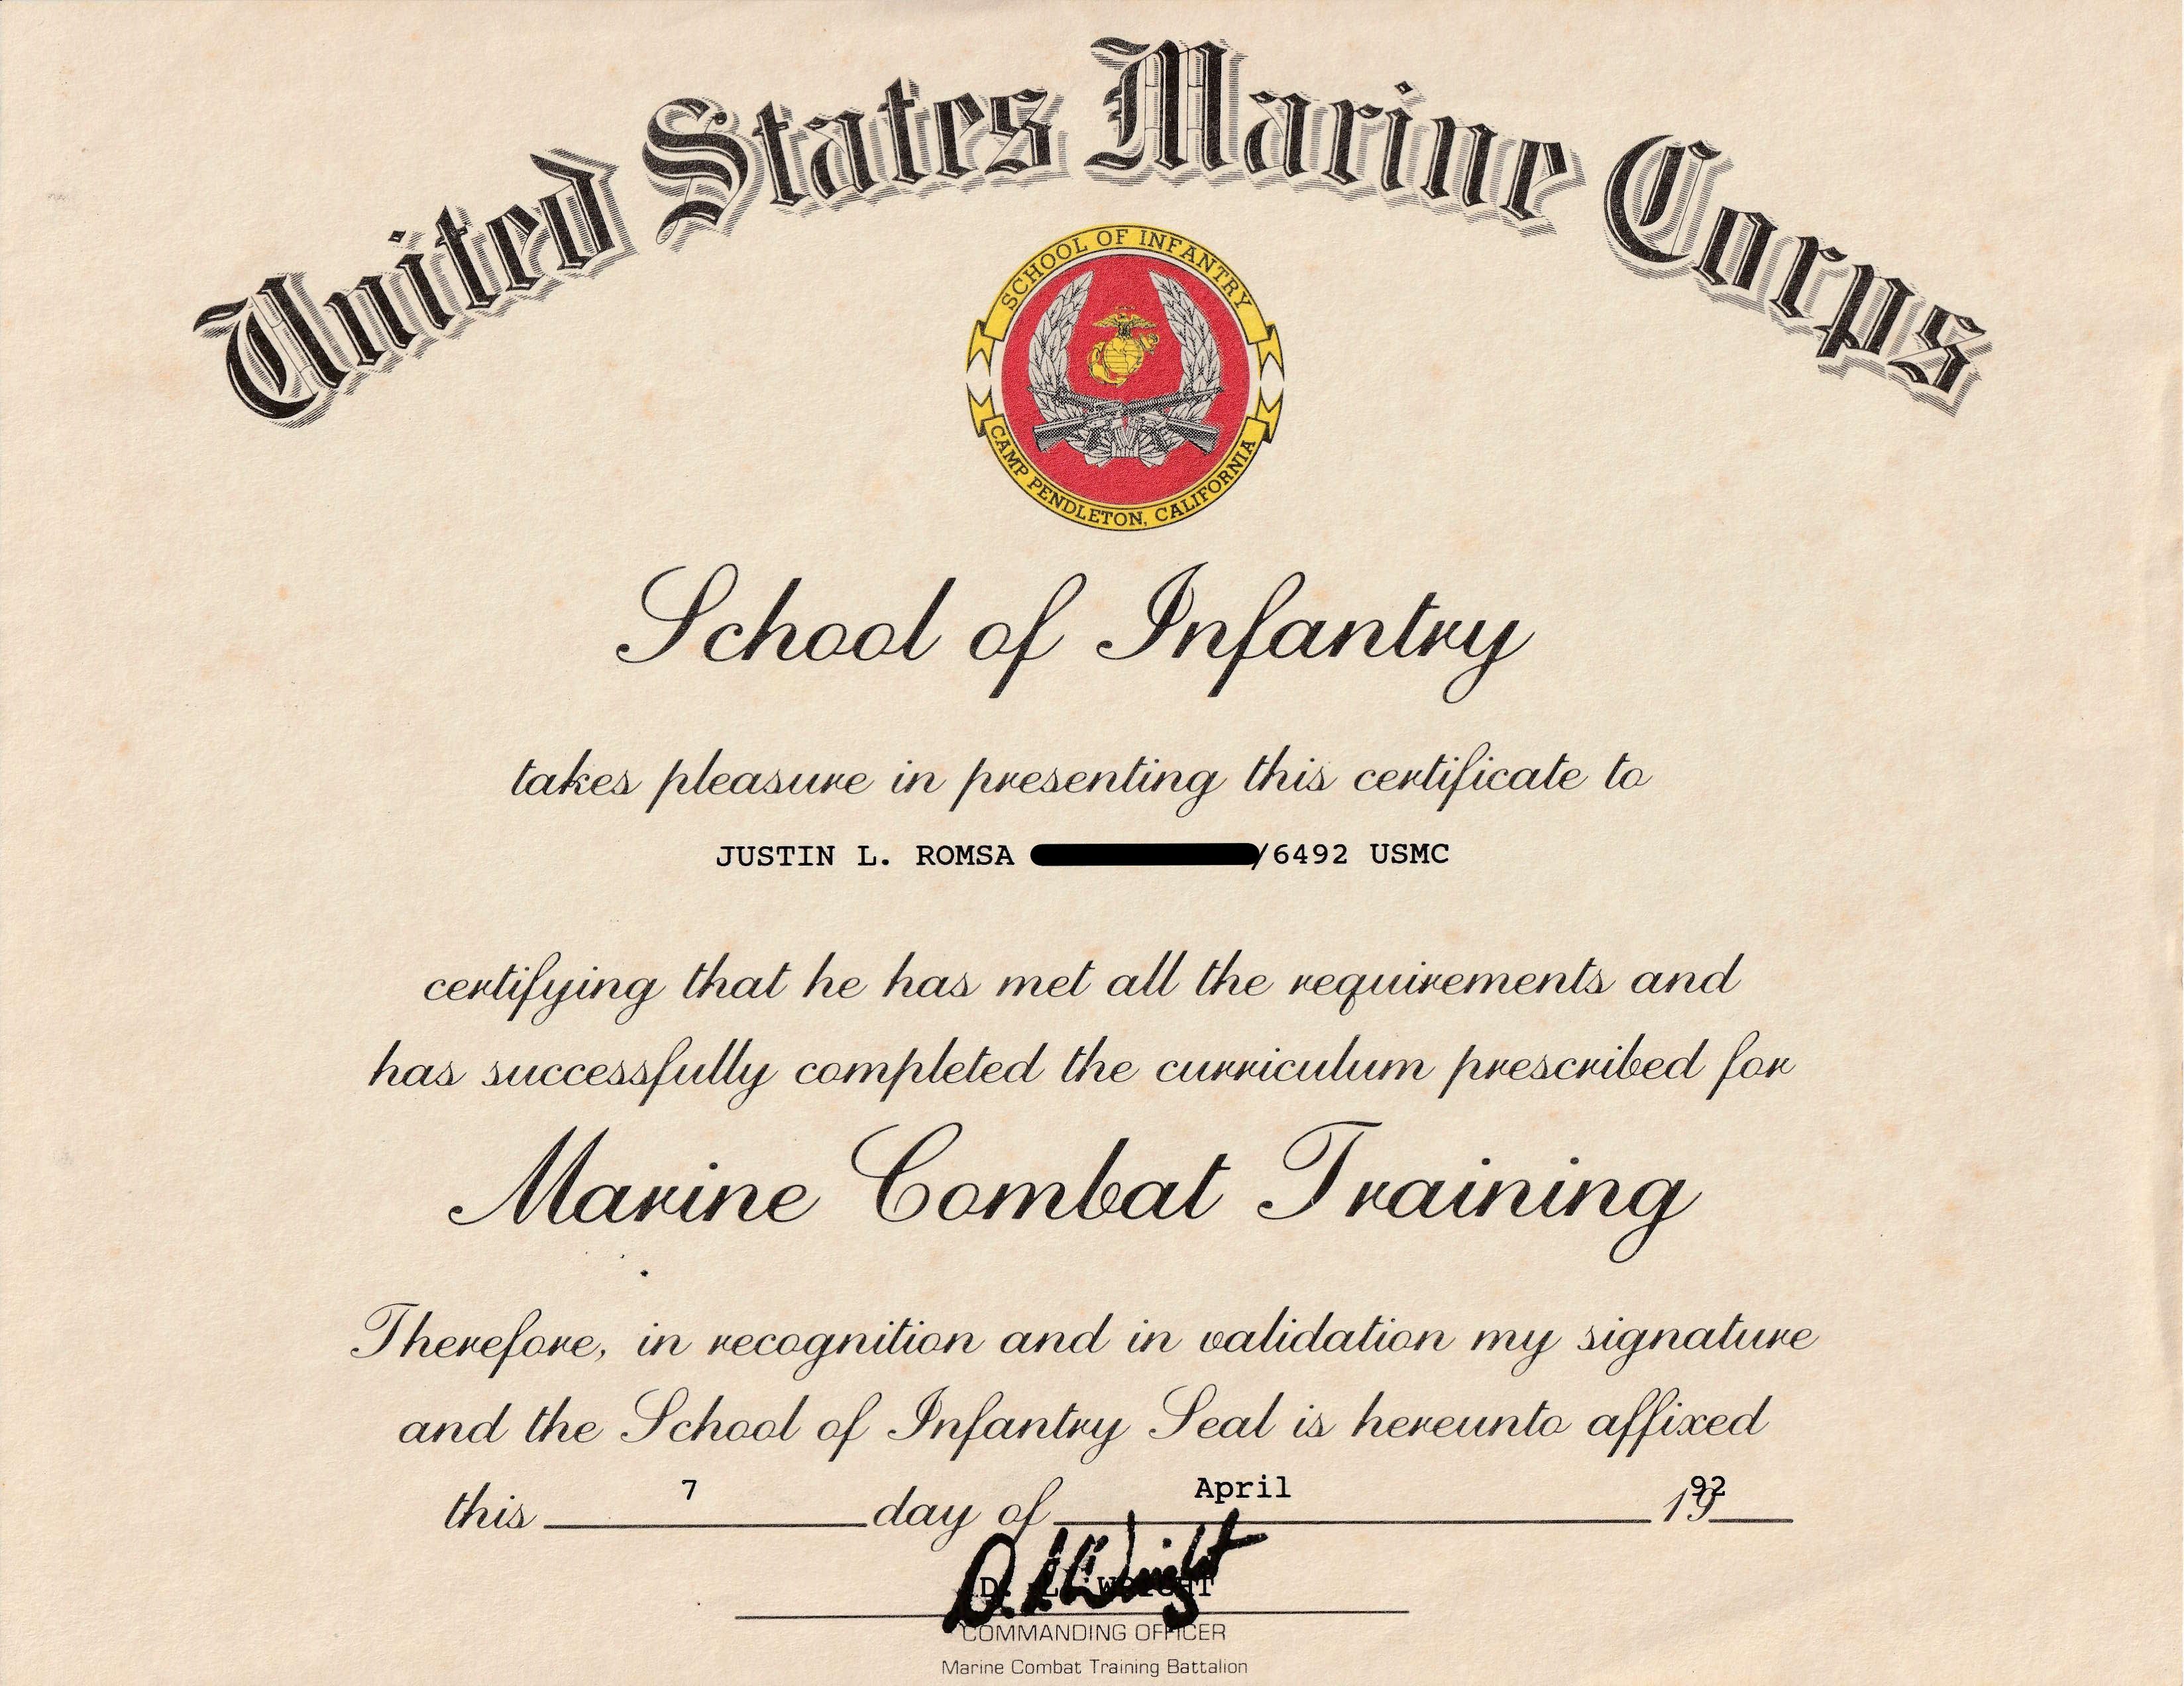 United States Marine Corps
SCHOOL OF INFANTRY
CAMP PENDLETON, CALIFORNIA
School of Infantry
takes pleasure in presenting this certificate to
JUSTIN L. ROMSA /6492 USMC
certifying that he has met all the requirements and
has successfully completed the curriculum prescribed for
Marine Combat Training
Therefore, in recognition and in validation my signature
and the School of Infantry Seal is hereunto affixed
this 7 day of April 19 92
D. L. Wright
D. L. WRIGHT
COMMANDING OFFICER
Marine Combat Training Battalion